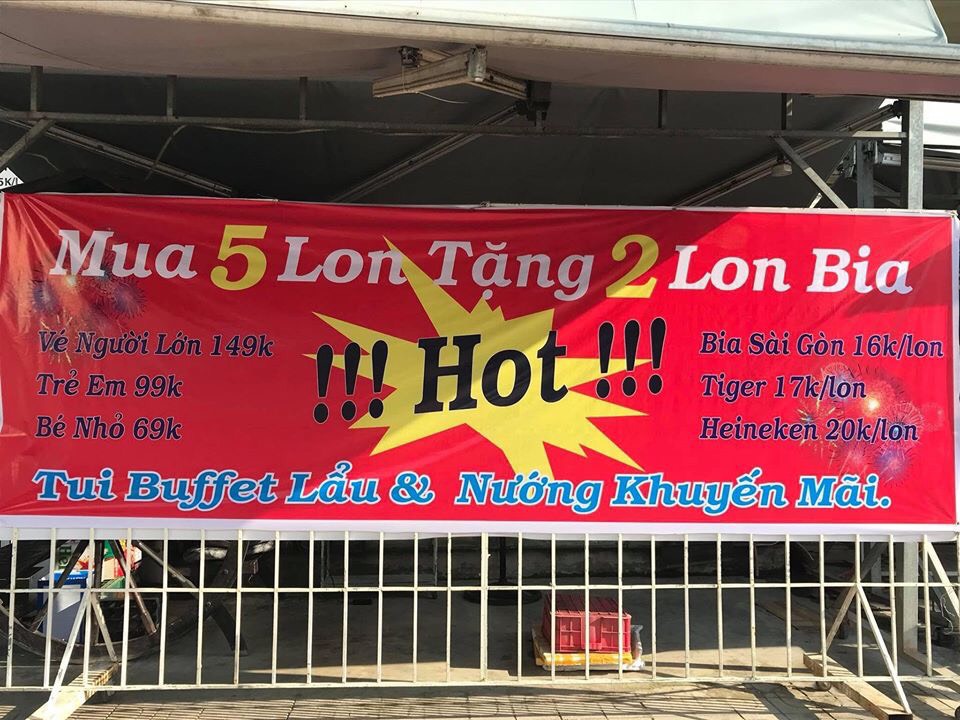 Mua 5 Lon Tặng 2 Lon Bia
Vé Người Lớn 149k
Trẻ Em 99k
Bé Nhỏ 69k
!!! Hot !!!
Bia Sài Gòn 16k/lon
Tiger 17k/lon
Heineken 20k/lon
Tui Buffet Lẩu & Nướng Khuyến Mãi.